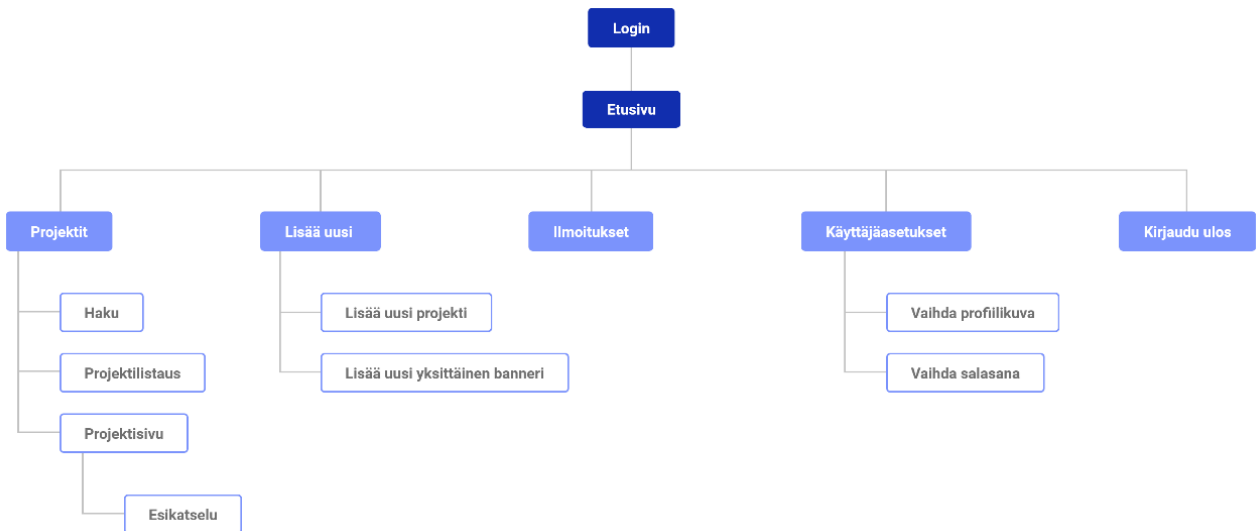 Login
Etusivu
Projektit
Lisää uusi
Ilmoitukset
Käyttäjäasetukset
Kirjaudu ulos
Haku
Projektilistaus
Projektisivu
Esikatselu
Lisää uusi projekti
Lisää uusi yksittäinen banneri
Vaihda profiilikuva
Vaihda salasana